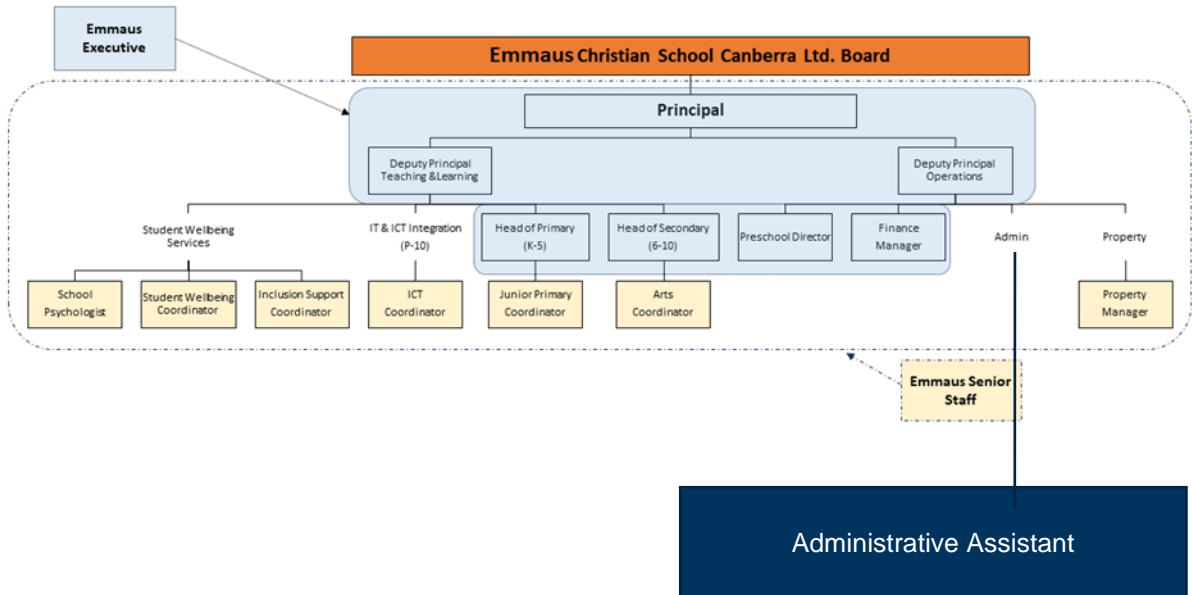 Emmaus
Executive
Emmaus Christian School Canberra Ltd. Board
Principal
Deputy Principal
Teaching &Learning
Deputy Principal
Operations
Student Wellbeing
Services
IT & ICT Integration
(P-10)
Head of Primary
(K-5)
Head of Secondary
(6-10)
Preschool Director
Finance
Manager
Admin
Property
School
Psychologist
Student Wellbeing
Coordinator
Inclusion Support
Coordinator
ICT
Coordinator
Junior Primary
Coordinator
Arts
Coordinator
Property
Manager
Emmaus Senior
Staff
Administrative Assistant